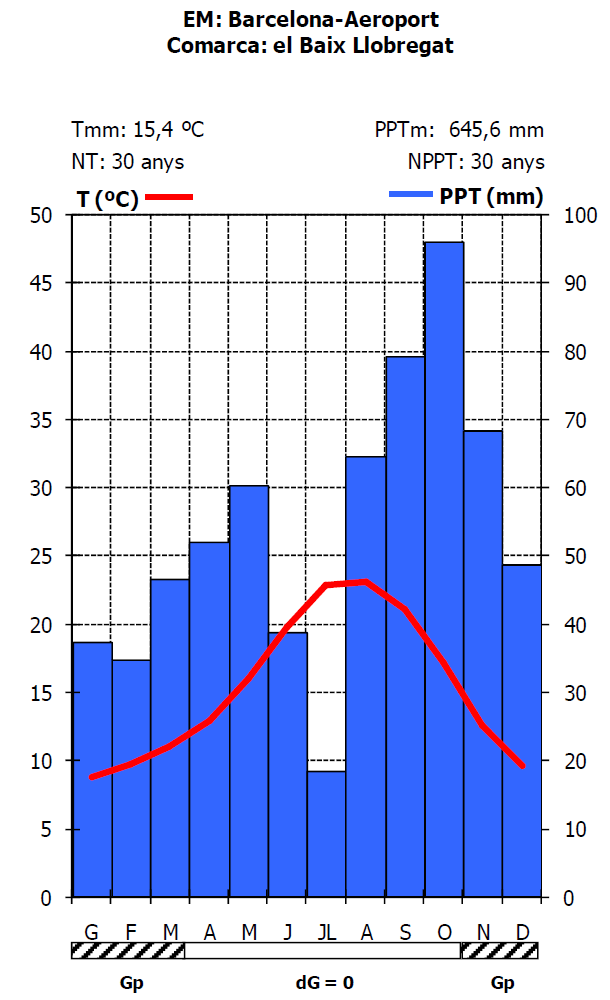 EM: Barcelona-Aeroport
Comarca: el Baix Llobregat
Tmm: 15,4 ºC PPTm: 645,6 mm
NT: 30 anys NPPT: 30 anys
T (ºC) PPT (mm)
50 100
45 90
40 80
35 70
30 60
25 50
20 40
15 30
10 20
5 10
0 0
G F M A M J JL A S O N D
Gp dG = 0 Gp